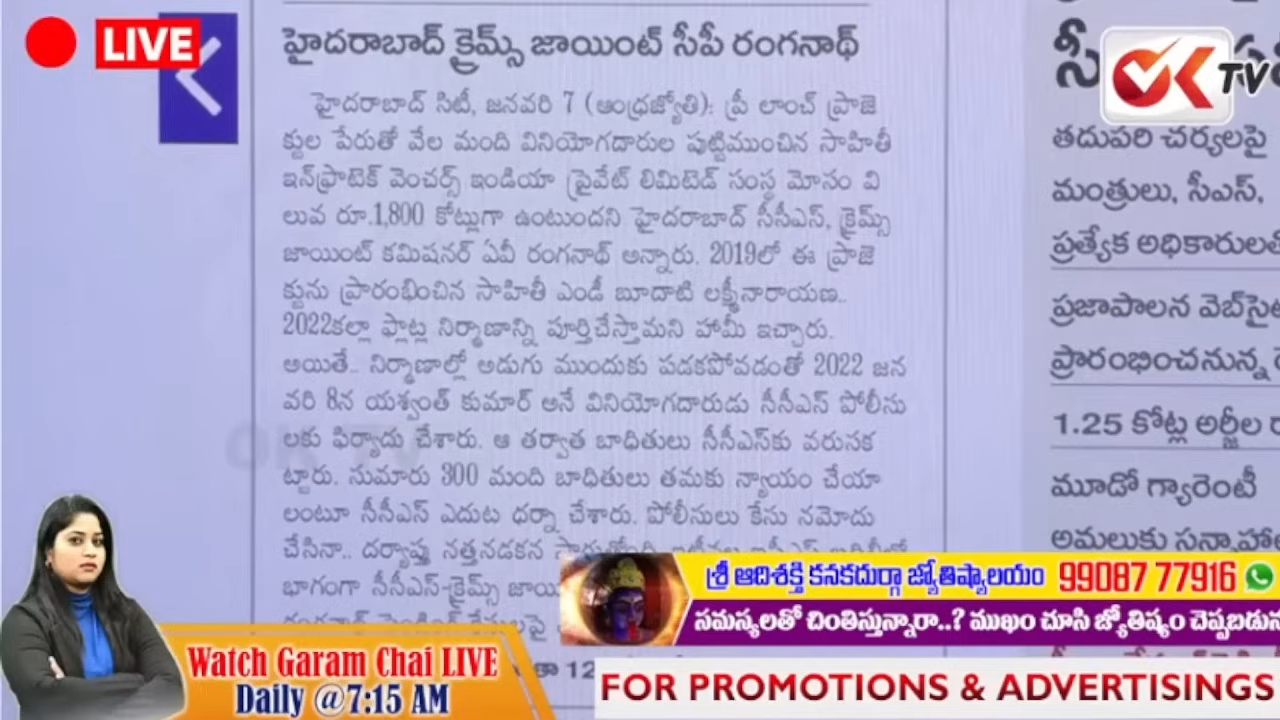 LIVE
హైదరాబాద్ క్రైమ్స్ జాయింట్ సీపీ రంగనాథ్
హైదరాబాద్ సిటీ, జనవరి 7 (ఆంధ్రజ్యోతి): ప్రీ లాంచ్ ప్రాజె
క్టుల పేరుతో వేల మంది వినియోగదారుల పుట్టిముంచిన సాహితీ
ఇన్‌ఫ్రాటెక్ వెంచర్స్ ఇండియా ప్రైవేట్ లిమిటెడ్ సంస్థ మోసం వి
లువ రూ.1,800 కోట్లుగా ఉంటుందని హైదరాబాద్ సీసీఎస్, క్రైమ్స్
జాయింట్ కమిషనర్ ఏవీ రంగనాథ్ అన్నారు. 2019లో ఈ ప్రాజె
క్టును ప్రారంభించిన సాహితీ ఎండీ బూదాటి లక్ష్మీనారాయణ..
2022కల్లా ఫ్లాట్ల నిర్మాణాన్ని పూర్తిచేస్తామని హామీ ఇచ్చారు.
అయితే.. నిర్మాణాల్లో అడుగు ముందుకు పడకపోవడంతో 2022 జన
వరి 8న యశ్వంత్ కుమార్ అనే వినియోగదారుడు సీసీఎస్ పోలీసు
లకు ఫిర్యాదు చేశారు. ఆ తర్వాత బాధితులు సీసీఎస్‌కు వరుసక
ట్టారు. సుమారు 300 మంది బాధితులు తమకు న్యాయం చేయా
లంటూ సీసీఎస్ ఎదుట ధర్నా చేశారు. పోలీసులు కేసు నమోదు
చేసినా.. దర్యాప్తు నత్తనడకన
భాగంగా సీసీఎస్-క్రైమ్స్
OK TV
తదుపరి చర్యలపై
మంత్రులు, సీఎస్,
ప్రత్యేక
ప్రజాపాలన
ప్రారంభించనున్న
1.25 కోట్ల అర్జీల
మూడో గ్యారెంటీ
అమలుకు
OK TV
శ్రీ ఆదిశక్తి కనకదుర్గా జ్యోతిష్యాలయం 99087 77916
సమస్యలతో చింతిస్తున్నారా..? ముఖం చూసి జ్యోతిష్యం
Watch Garam Chai LIVE
Daily @7:15 AM
FOR PROMOTIONS & ADVERTISINGS